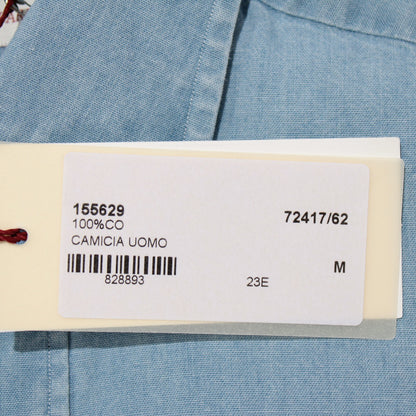 155629 72417/62
100%CO
CAMICIA UOMO
M
828893 23E